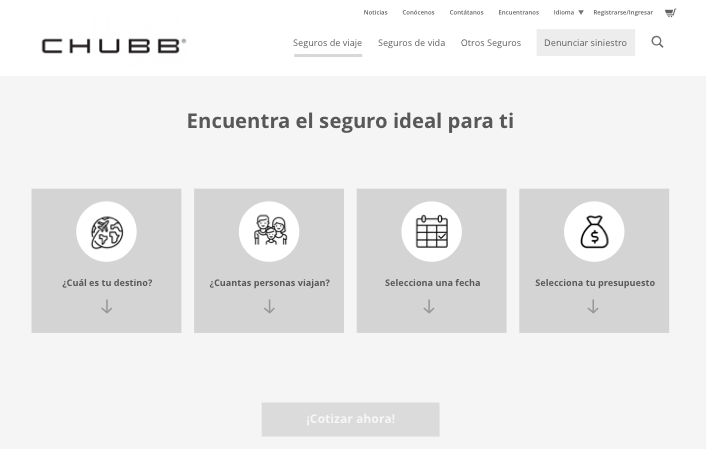 Noticias Conócenos Contátanos Encuentranos Idioma Registrarse/Ingresar
CHUBB®
Seguros de viaje Seguros de vida Otros Seguros Denunciar siniestro
Encuentra el seguro ideal para ti
¿Cuál es tu destino? ¿Cuantas personas viajan? Selecciona una fecha Selecciona tu presupuesto
¡Cotizar ahora!